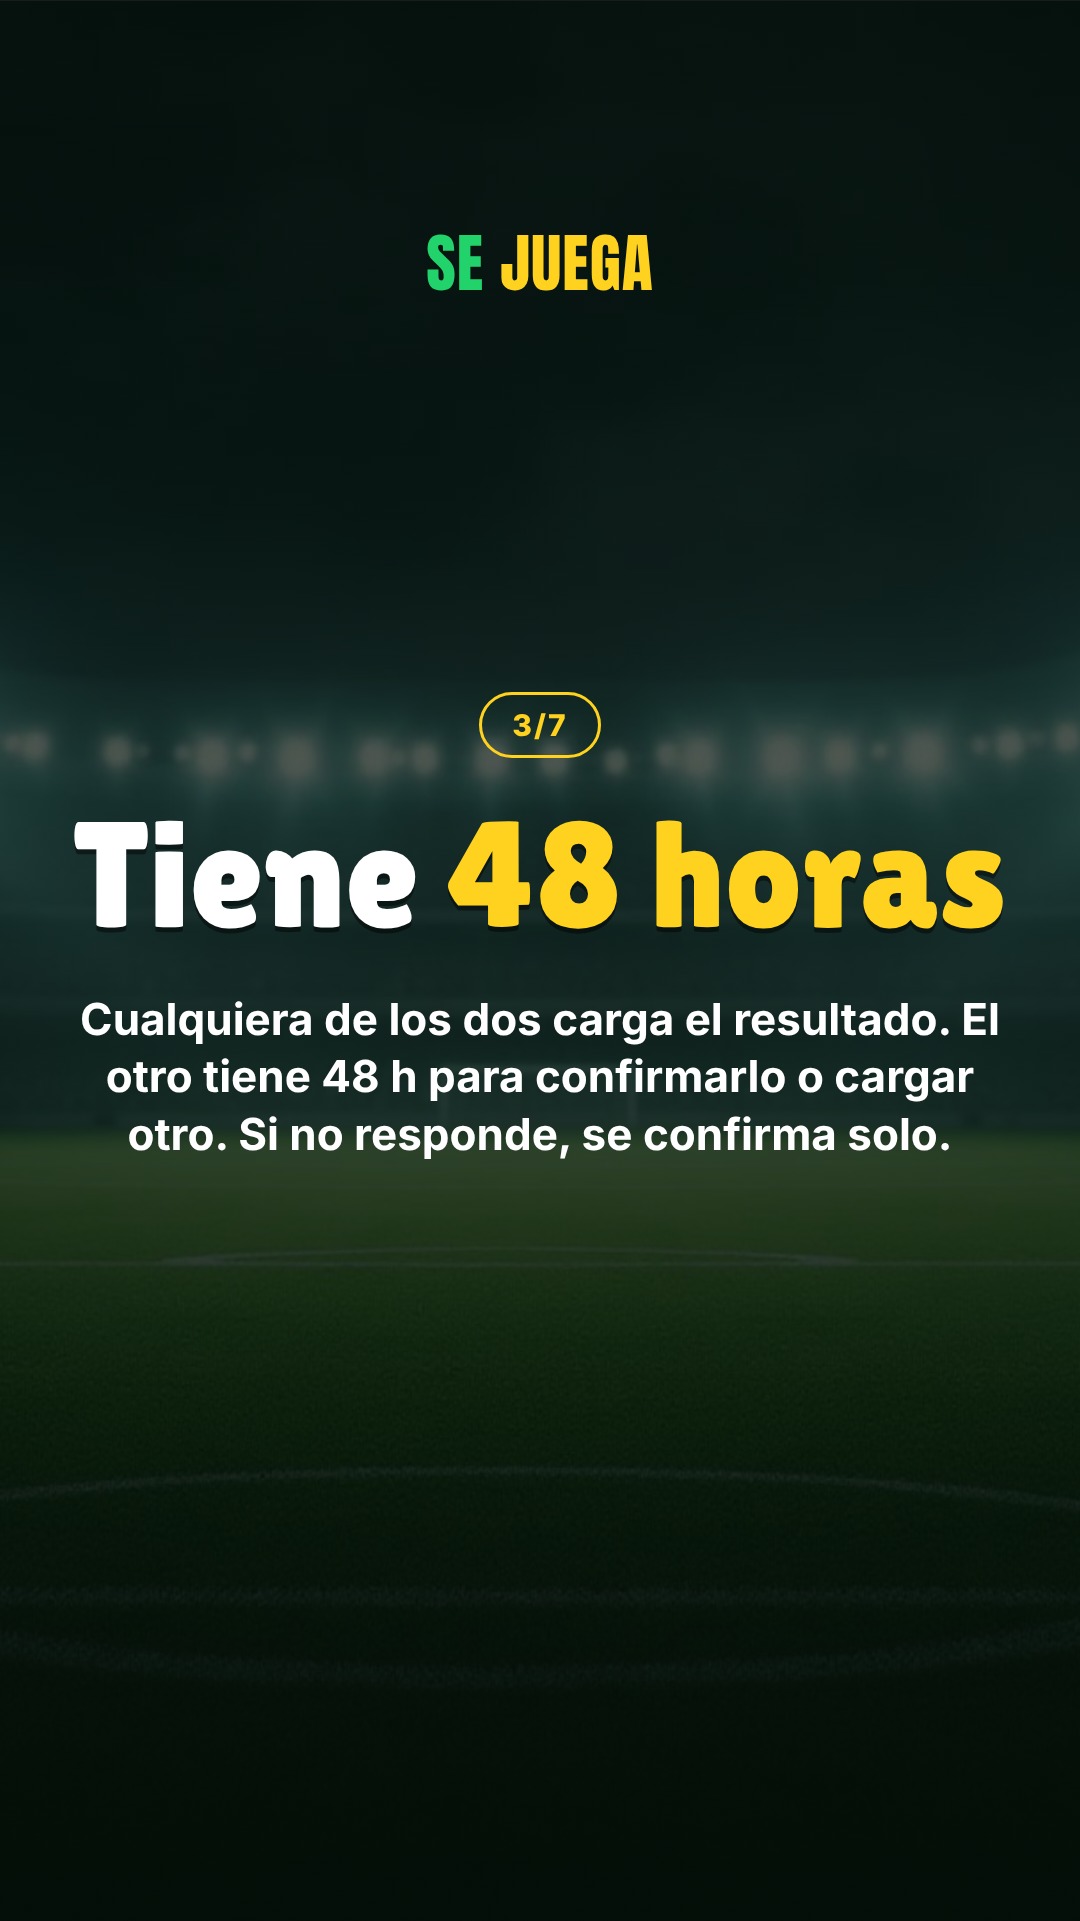 SE JUEGA
3/7
Tiene 48 horas
Cualquiera de los dos carga el resultado. El
otro tiene 48 h para confirmarlo o cargar
otro. Si no responde, se confirma solo.